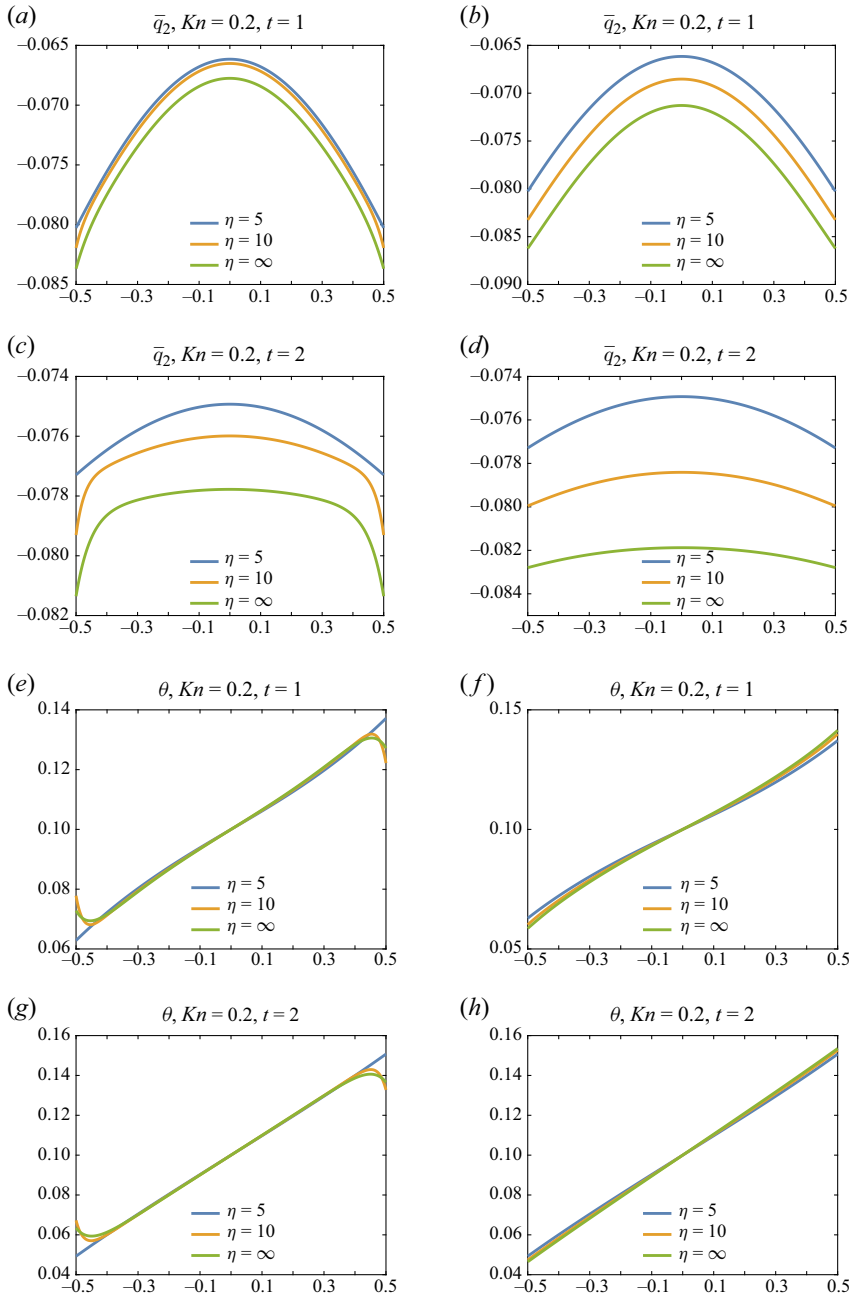 (a) q̅₂, Kn = 0.2, t = 1
–0.065
–0.070
–0.075
–0.080
–0.085
η = 5
η = 10
η = ∞
–0.5 –0.3 –0.1 0.1 0.3 0.5
(b) q̅₂, Kn = 0.2, t = 1
–0.065
–0.070
–0.075
–0.080
–0.085
–0.090
η = 5
η = 10
η = ∞
–0.5 –0.3 –0.1 0.1 0.3 0.5
(c) q̅₂, Kn = 0.2, t = 2
–0.074
–0.076
–0.078
–0.080
–0.082
η = 5
η = 10
η = ∞
–0.5 –0.3 –0.1 0.1 0.3 0.5
(d) q̅₂, Kn = 0.2, t = 2
–0.074
–0.076
–0.078
–0.080
–0.082
–0.084
η = 5
η = 10
η = ∞
–0.5 –0.3 –0.1 0.1 0.3 0.5
(e) θ, Kn = 0.2, t = 1
0.14
0.12
0.10
0.08
0.06
η = 5
η = 10
η = ∞
–0.5 –0.3 –0.1 0.1 0.3 0.5
(f) θ, Kn = 0.2, t = 1
0.15
0.10
0.05
η = 5
η = 10
η = ∞
–0.5 –0.3 –0.1 0.1 0.3 0.5
(g) θ, Kn = 0.2, t = 2
0.16
0.14
0.12
0.10
0.08
0.06
0.04
η = 5
η = 10
η = ∞
–0.5 –0.3 –0.1 0.1 0.3 0.5
(h) θ, Kn = 0.2, t = 2
0.16
0.14
0.12
0.10
0.08
0.06
0.04
η = 5
η = 10
η = ∞
–0.5 –0.3 –0.1 0.1 0.3 0.5